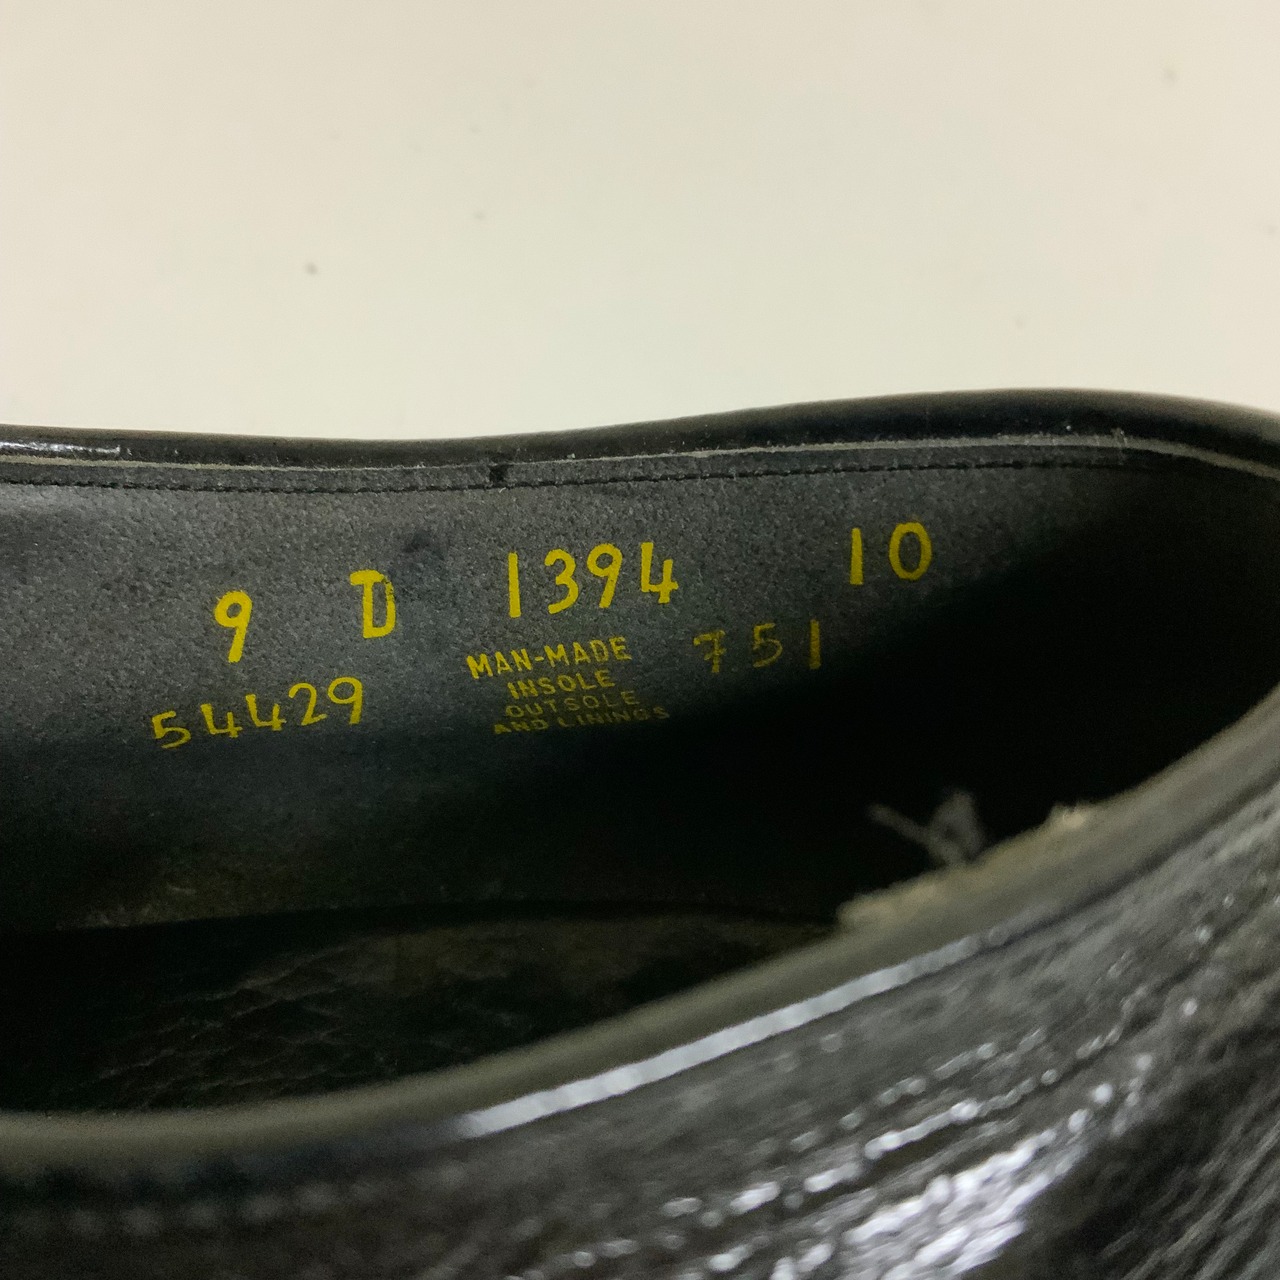 9 D 1394 10
54429
MAN-MADE
INSOLE
OUTSOLE
AND LININGS
751